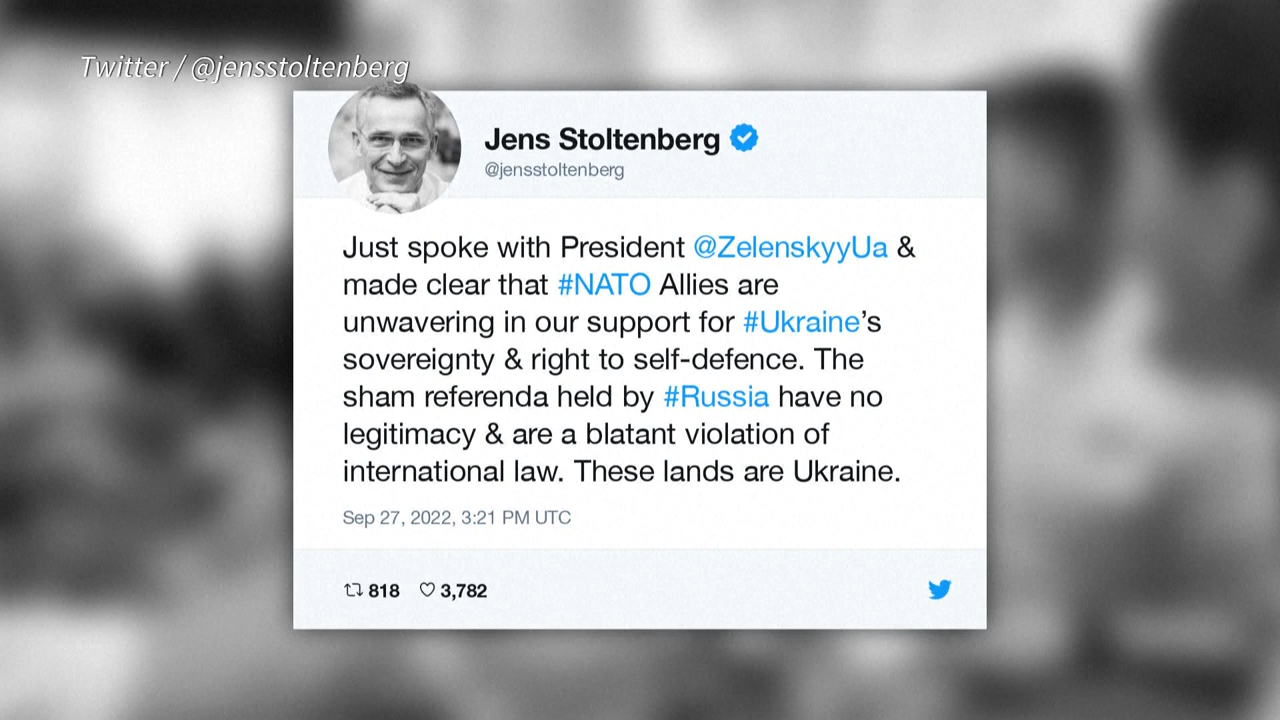 Twitter / @jensstoltenberg
Jens Stoltenberg
@jensstoltenberg
Just spoke with President @ZelenskyyUa &
made clear that #NATO Allies are
unwavering in our support for #Ukraine’s
sovereignty & right to self-defence. The
sham referenda held by #Russia have no
legitimacy & are a blatant violation of
international law. These lands are Ukraine.
Sep 27, 2022, 3:21 PM UTC
818 3,782